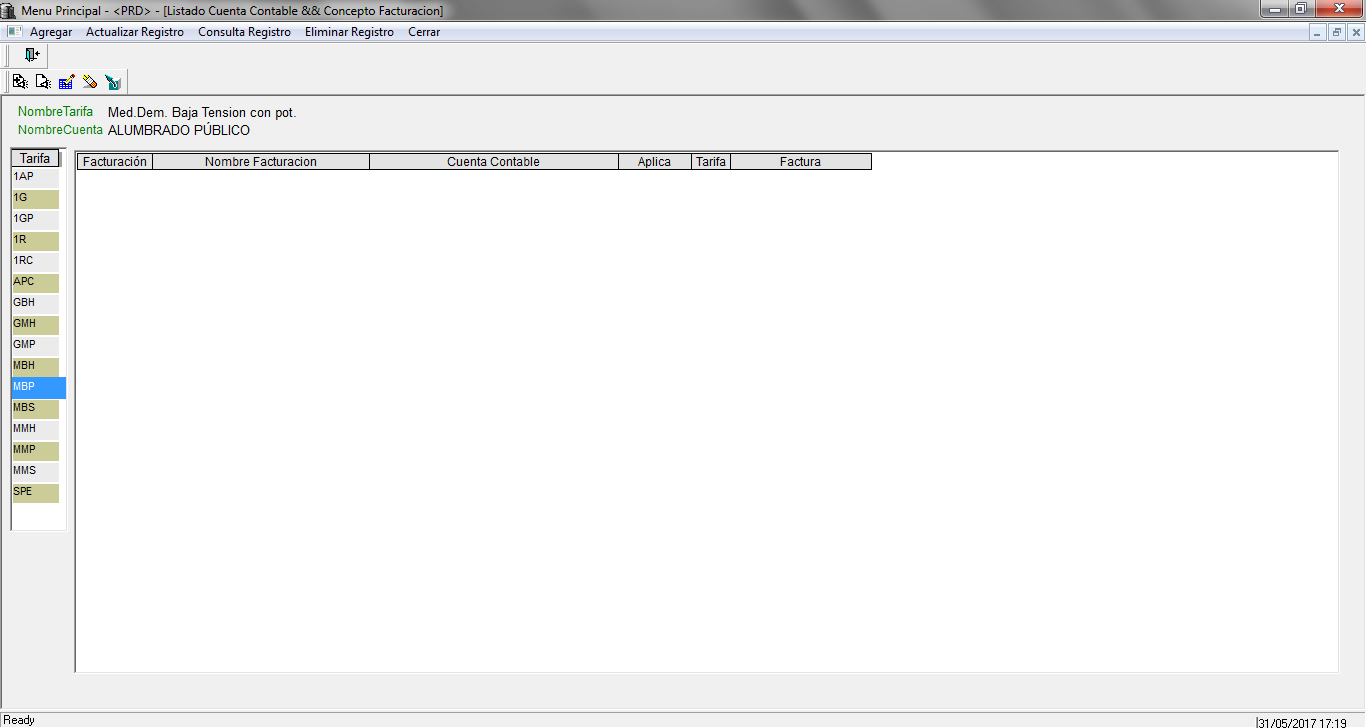 Menu Principal - <PRD> - [Listado Cuenta Contable && Concepto Facturacion]
Agregar Actualizar Registro Consulta Registro Eliminar Registro Cerrar
NombreTarifa Med.Dem. Baja Tension con pot.
NombreCuenta ALUMBRADO PÚBLICO
Tarifa
1AP
1G
1GP
1R
1RC
APC
GBH
GMH
GMP
MBH
MBP
MBS
MMH
MMP
MMS
SPE
Facturación Nombre Facturacion Cuenta Contable Aplica Tarifa Factura
Ready 31/05/2017 17:19